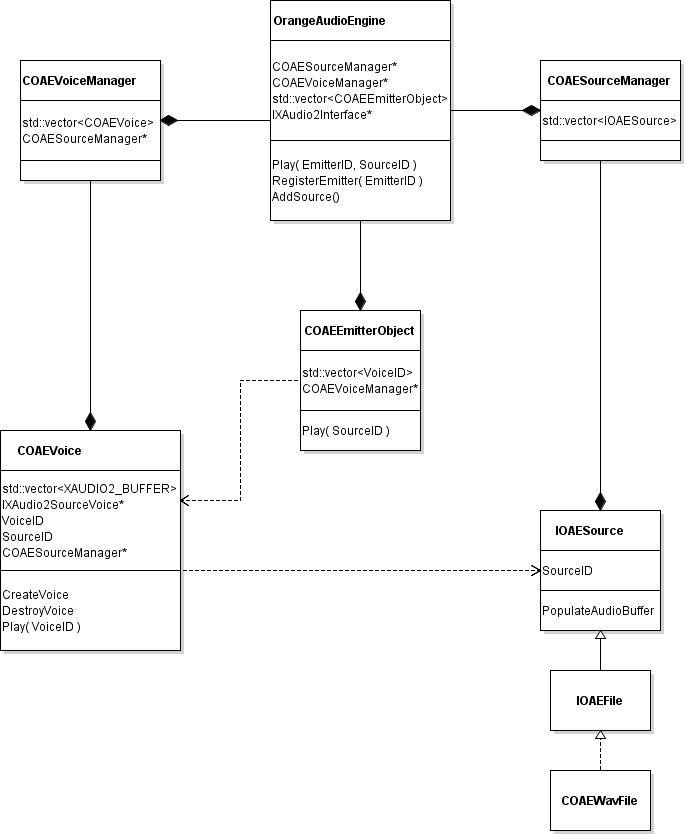 OrangeAudioEngine
COAESourceManager*
COAEVoiceManager*
std::vector<COAEEmitterObject>
IXAudio2Interface*
Play( EmitterID, SourceID )
RegisterEmitter( EmitterID )
AddSource()
COAEVoiceManager
std::vector<COAEVoice>
COAESourceManager*
COAESourceManager
std::vector<IOAESource>
COAEEmitterObject
std::vector<VoiceID>
COAEVoiceManager*
Play( SourceID )
COAEVoice
std::vector<XAUDIO2_BUFFER>
IXAudio2SourceVoice*
VoiceID
SourceID
COAESourceManager*
CreateVoice
DestroyVoice
Play( VoiceID )
IOAESource
SourceID
PopulateAudioBuffer
IOAEFile
COAEWavFile